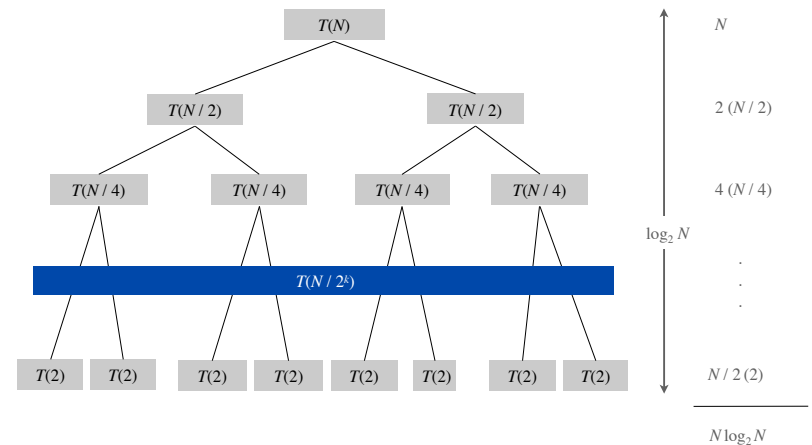 T(N) N
T(N / 2) T(N / 2) 2 (N / 2)
T(N / 4) T(N / 4) T(N / 4) T(N / 4) 4 (N / 4)
log₂ N
T(N / 2ᵏ) . . .
T(2) T(2) T(2) T(2) T(2) T(2) T(2) T(2) N / 2 (2)
N log₂ N